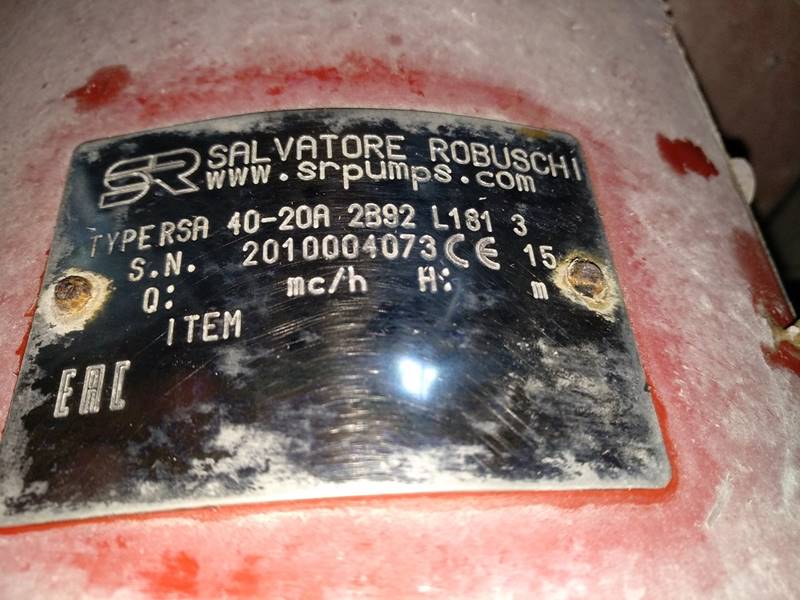 SR SALVATORE ROBUSCHI
www.srpumps.com
TYPE RSA 40-20A 2B92 L181 3
S.N. 2010004073 CE 15
Q: mc/h H: m
ITEM
EAC